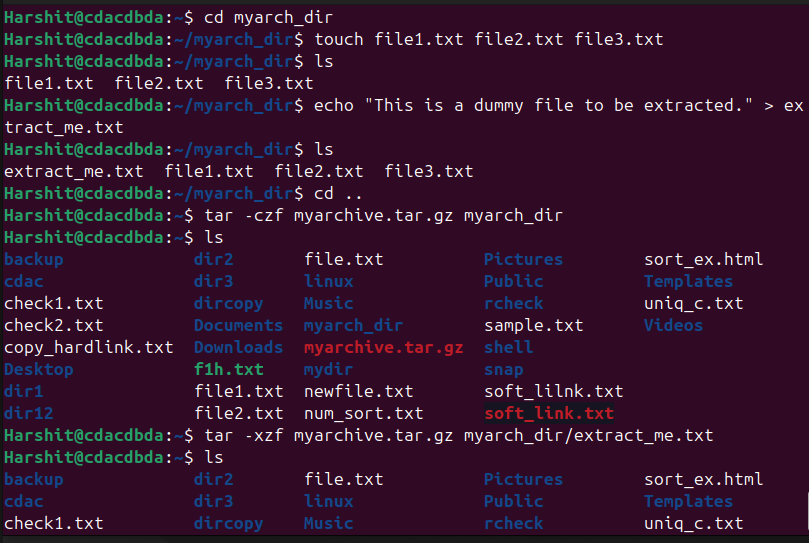 Harshit@cdacdbda:~$ cd myarch_dir
Harshit@cdacdbda:~/myarch_dir$ touch file1.txt file2.txt file3.txt
Harshit@cdacdbda:~/myarch_dir$ ls
file1.txt  file2.txt  file3.txt
Harshit@cdacdbda:~/myarch_dir$ echo "This is a dummy file to be extracted." > ex
tract_me.txt
Harshit@cdacdbda:~/myarch_dir$ ls
extract_me.txt  file1.txt  file2.txt  file3.txt
Harshit@cdacdbda:~/myarch_dir$ cd ..
Harshit@cdacdbda:~$ tar -czf myarchive.tar.gz myarch_dir
Harshit@cdacdbda:~$ ls
backup             dir2       file.txt          Pictures       sort_ex.html
cdac               dir3       linux             Public         Templates
check1.txt         dircopy    Music             rcheck         uniq_c.txt
check2.txt         Documents  myarch_dir        sample.txt     Videos
copy_hardlink.txt  Downloads  myarchive.tar.gz  shell
Desktop            f1h.txt    mydir             snap
dir1               file1.txt  newfile.txt       soft_lilnk.txt
dir12              file2.txt  num_sort.txt      soft_link.txt
Harshit@cdacdbda:~$ tar -xzf myarchive.tar.gz myarch_dir/extract_me.txt
Harshit@cdacdbda:~$ ls
backup             dir2       file.txt          Pictures       sort_ex.html
cdac               dir3       linux             Public         Templates
check1.txt         dircopy    Music             rcheck         uniq_c.txt